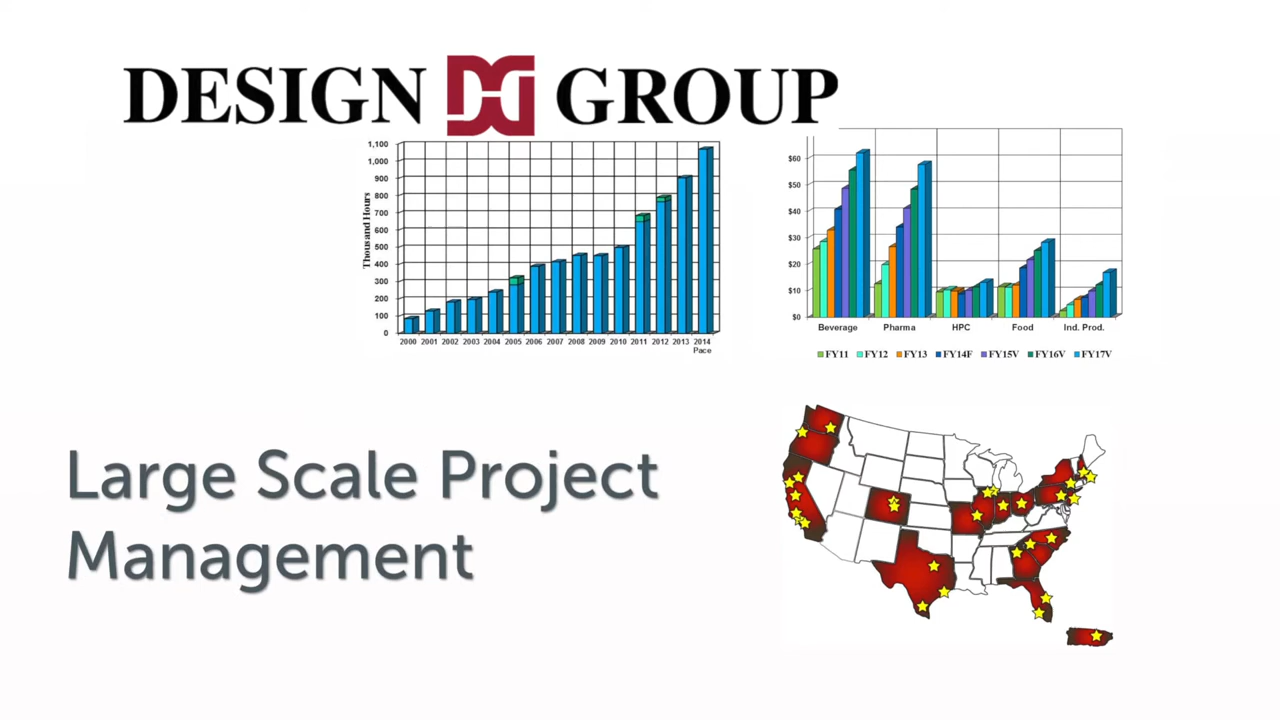 DESIGN GROUP
1,100
1,000
900
800
700
600
500
400
300
200
100
0
Thousand Hours
2000 2001 2002 2003 2004 2005 2006 2007 2008 2009 2010 2011 2012 2013 2014
Pace
$60
$50
$40
$30
$20
$10
$0
Beverage Pharma HPC Food Ind. Prod.
FY11 FY12 FY13 FY14F FY15V FY16V FY17V
Large Scale Project
Management